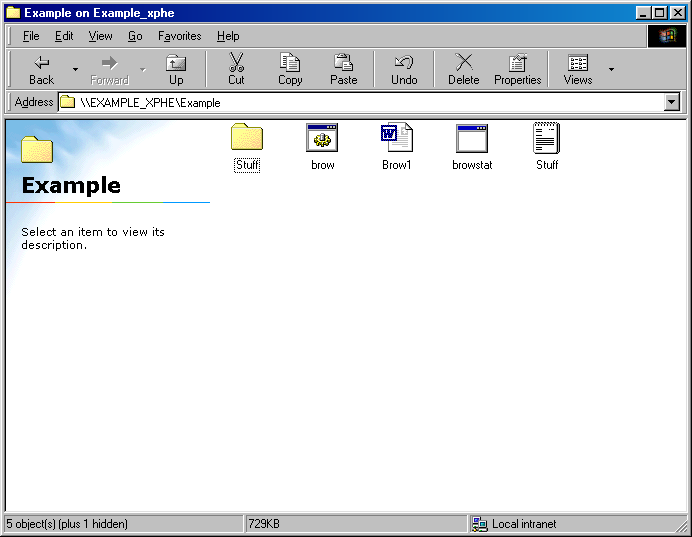 Example on Example_xphe
File Edit View Go Favorites Help
Back Forward Up Cut Copy Paste Undo Delete Properties Views
Address \\EXAMPLE_XPHE\Example
Example
Select an item to view its
description.
Stuff brow Brow1 browstat Stuff
5 object(s) (plus 1 hidden) 729KB Local intranet